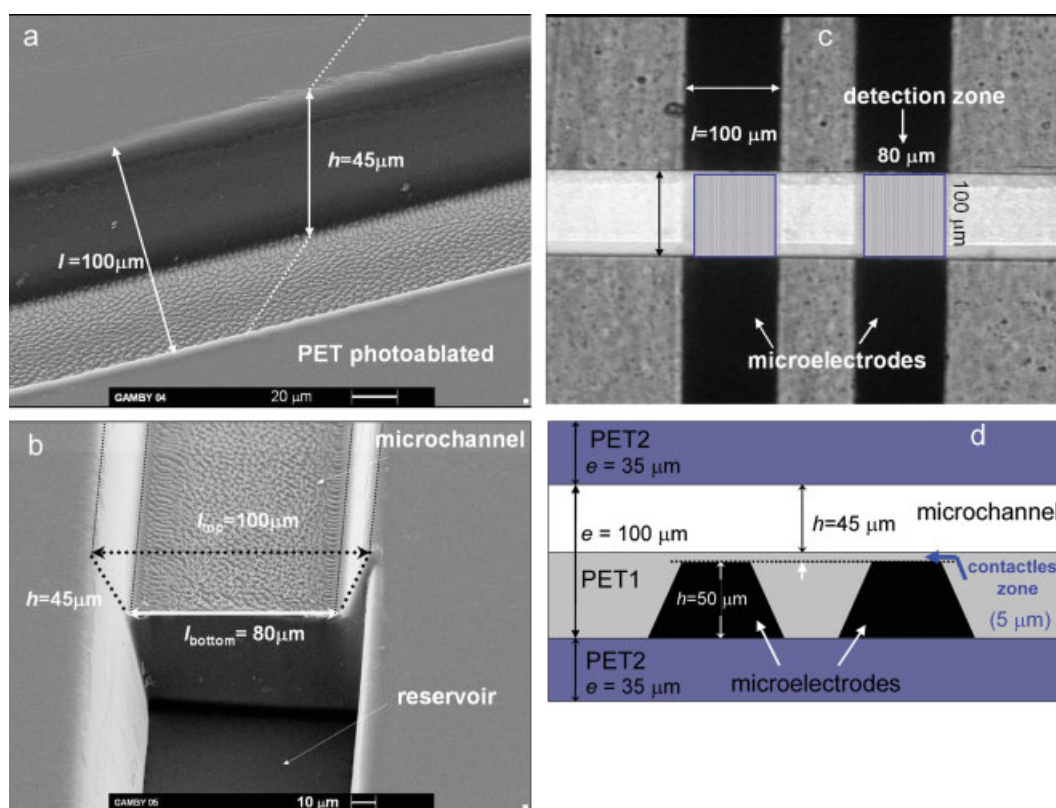 a
h=45μm
l =100μm
PET photoablated
GAMBY 04
20 μm
b
microchannel
ltop=100μm
h=45μm
lbottom= 80μm
reservoir
GAMBY 05
10 μm
c
detection zone
l=100 μm
80 μm
100 μm
microelectrodes
d
PET2
e = 35 μm
h=45 μm
microchannel
e = 100 μm
PET1
contactles
zone
h=50 μm
(5 μm)
PET2
e = 35 μm
microelectrodes